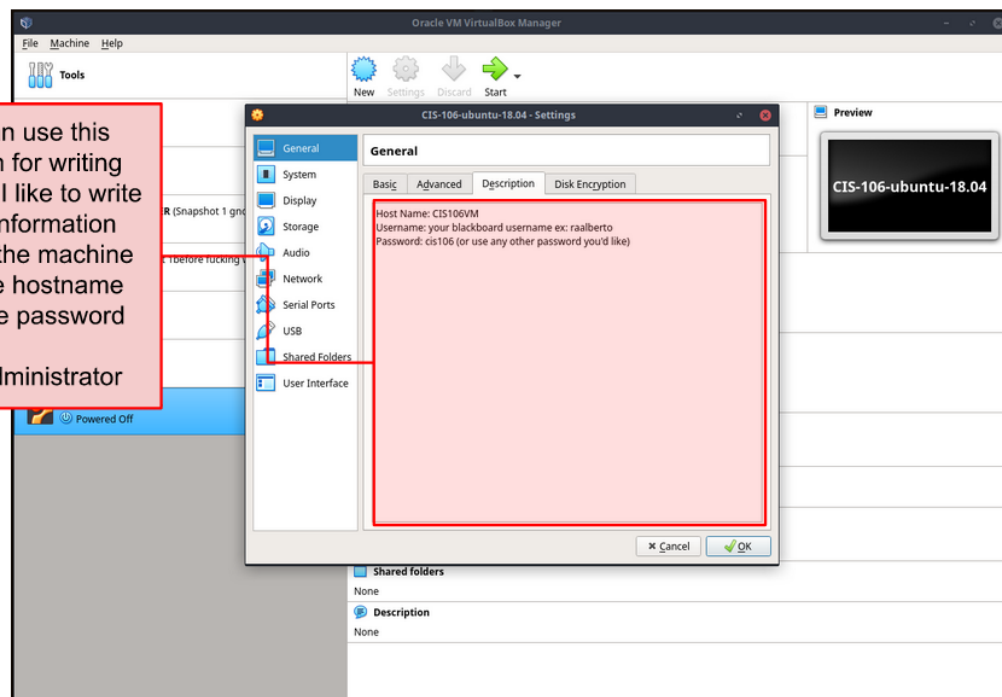 Oracle VM VirtualBox Manager
File Machine Help
Tools
New Settings Discard Start
use this
for writing
I like to write
information
the machine
hostname
password
administrator
R (Snapshot 1
before fucking
Powered Off
CIS-106-ubuntu-18.04 - Settings
General
System
Display
Storage
Audio
Network
Serial Ports
USB
Shared Folders
User Interface
General
Basic Advanced Description Disk Encryption
Host Name: CIS106VM
Username: your blackboard username ex: raalberto
Password: cis106 (or use any other password you'd like)
Cancel OK
Preview
CIS-106-ubuntu-18.04
Shared folders
None
Description
None